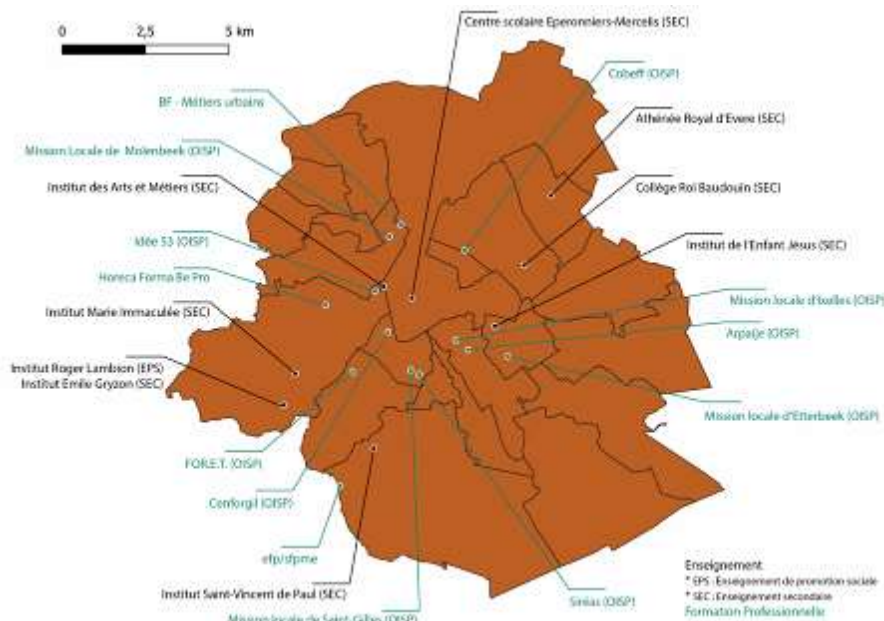 Centre scolaire Eperonniers-Mercelis (SEC)
0 2,5 5 km
Cobeff (OISP)
BF - Métiers urbains
Athénée Royal d'Evere (SEC)
Mission Locale de Molenbeek (OISP)
Institut des Arts et Métiers (SEC)
Collège Roi Baudouin (SEC)
Idée 53 (OISP)
Institut de l'Enfant Jésus (SEC)
Horeca Forma Be Pro
Mission locale d'Ixelles (OISP)
Institut Marie Immaculée (SEC)
Arpaije (OISP)
Institut Roger Lambion (EPS)
Institut Emile Gryzon (SEC)
Mission locale d'Etterbeek (OISP)
F.O.R.E.T. (OISP)
Cenforgil (OISP)
efp/sfpme
Institut Saint-Vincent de Paul (SEC)
Siréas (OISP)
Mission locale de Saint-Gilles (OISP)
Enseignement
* EPS : Enseignement de promotion sociale
* SEC : Enseignement secondaire
Formation Professionnelle